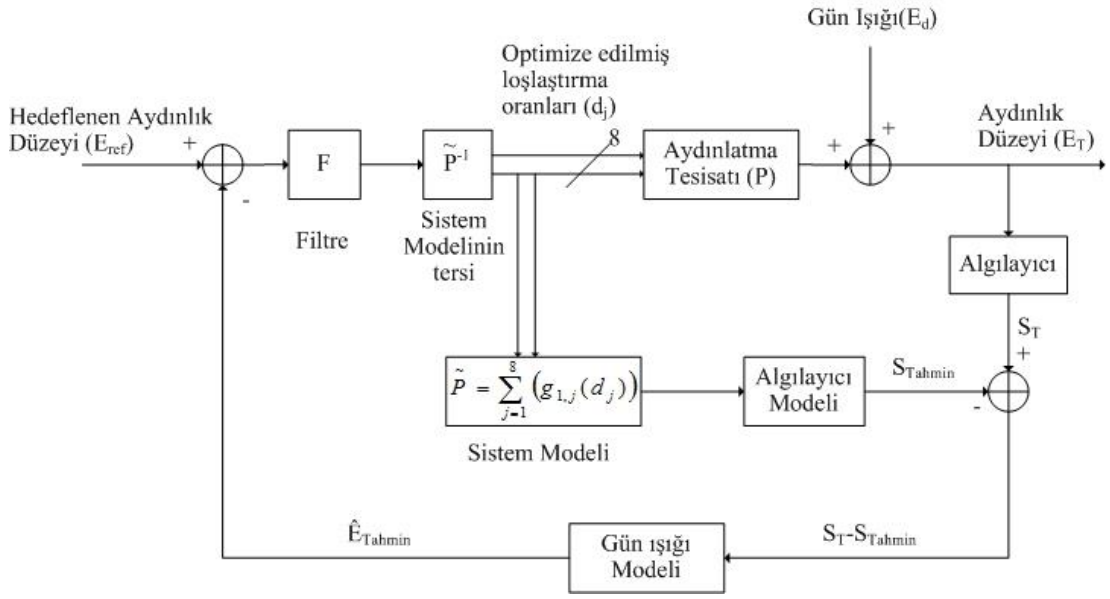 Gün Işığı(E_d)
Optimize edilmiş
loşlaştırma
oranları (d_j)
Hedeflenen Aydınlık
Düzeyi (E_ref)
+
-
F
Filtre
P̃⁻¹
Sistem
Modelinin
tersi
8
Aydınlatma
Tesisatı (P)
+
+
Aydınlık
Düzeyi (E_T)
Algılayıcı
S_T
+
-
P̃ = ∑_{j=1}^{8} (g_{1,j}(d_j))
Sistem Modeli
Algılayıcı
Modeli
S_Tahmin
Ê_Tahmin
Gün ışığı
Modeli
S_T-S_Tahmin